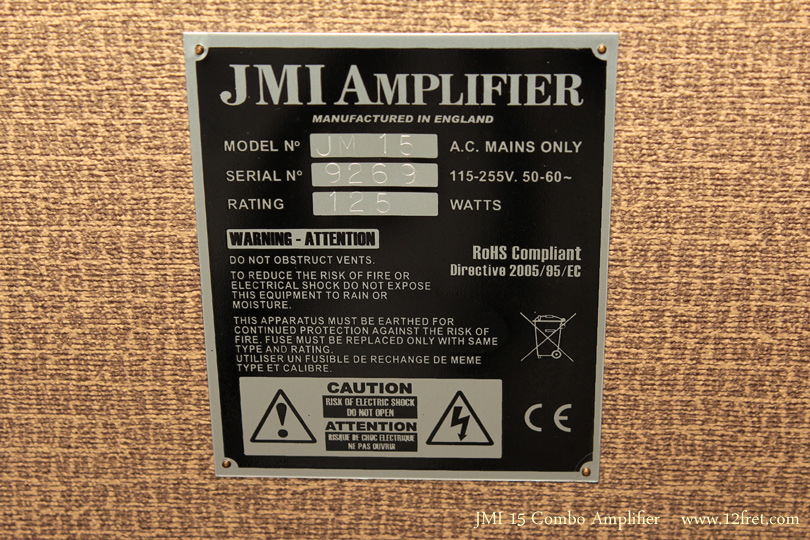 JMI AMPLIFIER
MANUFACTURED IN ENGLAND
MODEL Nº JM 15 A.C. MAINS ONLY
SERIAL Nº 9269 115-255V. 50-60~
RATING 125 WATTS
WARNING - ATTENTION
DO NOT OBSTRUCT VENTS.
RoHS Compliant
Directive 2005/95/EC
TO REDUCE THE RISK OF FIRE OR
ELECTRICAL SHOCK DO NOT EXPOSE
THIS EQUIPMENT TO RAIN OR
MOISTURE.
THIS APPARATUS MUST BE EARTHED FOR
CONTINUED PROTECTION AGAINST THE RISK OF
FIRE. FUSE MUST BE REPLACED ONLY WITH SAME
TYPE AND RATING.
UTILISER UN FUSIBLE DE RECHANGE DE MEME
TYPE ET CALIBRE.
CAUTION
RISK OF ELECTRIC SHOCK
DO NOT OPEN
ATTENTION
RISQUE DE CHOC ELECTRIQUE
NE PAS OUVRIR
CE
JMI 15 Combo Amplifier www.12fret.com